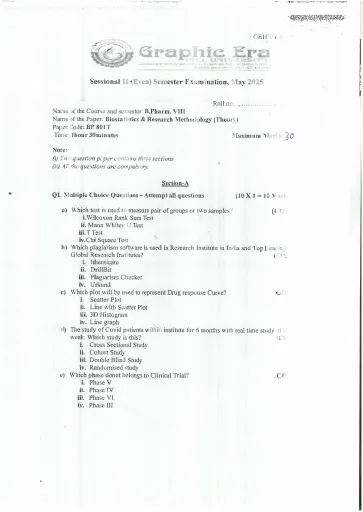 Graphic Era
Sessional II (Even) Semester Examination, May 2025
Roll no.
Name of the Course and semester: B.Pharm, VIII
Name of the Paper: Biostatistics & Research Methodology (Theory)
Paper Code: BP 801T
Time: 1hour 30minutes Maximum Marks: 30
Note:
(i) The question paper contains three sections
(ii) All the questions are compulsory.
Section-A
Q1. Multiple Choice Questions – Attempt all questions (10 X 1 = 10 Marks
a) Which test is used to measure pair of groups or two samples?
i. Wilcoxon Rank Sum Test
ii. Mann Whitney U Test
iii. T Test
iv. Chi Square Test
b) Which plagiarism software is used in Research Institute in India and Top Leading
Global Research Institutes?
i. Ithenticate
ii. DrillBit
iii. Plagiarism Checker
iv. Urkund
c) Which plot will be used to represent Drug response Curve?
i. Scatter Plot
ii. Line with Scatter Plot
iii. 3D Histogram
iv. Line graph
d) The study of Covid patients within institute for 6 months with real time study
week. Which study is this?
i. Cross Sectional Study
ii. Cohort Study
iii. Double Blind Study
iv. Randomised study
e) Which phase donot belongs to Clinical Trial?
i. Phase V
ii. Phase IV
iii. Phase VI
iv. Phase III